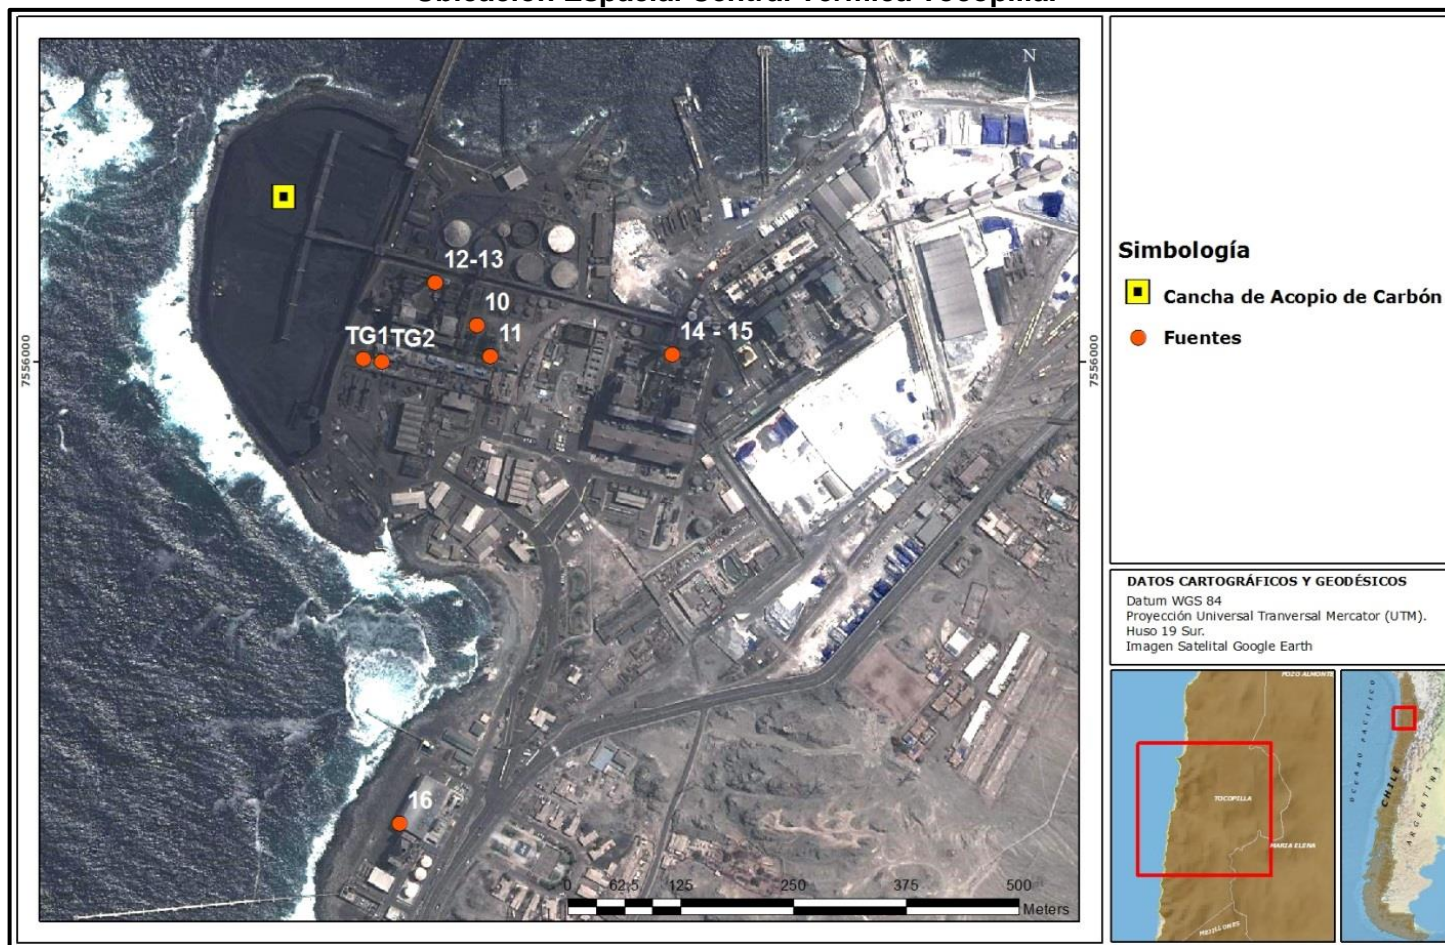 Ubicación Espacial Central Térmica Tocopilla.
N
12-13
10
11
TG1 TG2
14 - 15
16
7556000
7556000
0 62,5 125 250 375 500
Meters
Simbología
Cancha de Acopio de Carbón
Fuentes
DATOS CARTOGRÁFICOS Y GEODÉSICOS
Datum WGS 84
Proyección Universal Tranversal Mercator (UTM).
Huso 19 Sur.
Imagen Satelital Google Earth
POZO ALMONTE
TOCOPILLA
MARIA ELENA
MEJILLONES
OCEANO PACIFICO
CHILE
ARGENTINA